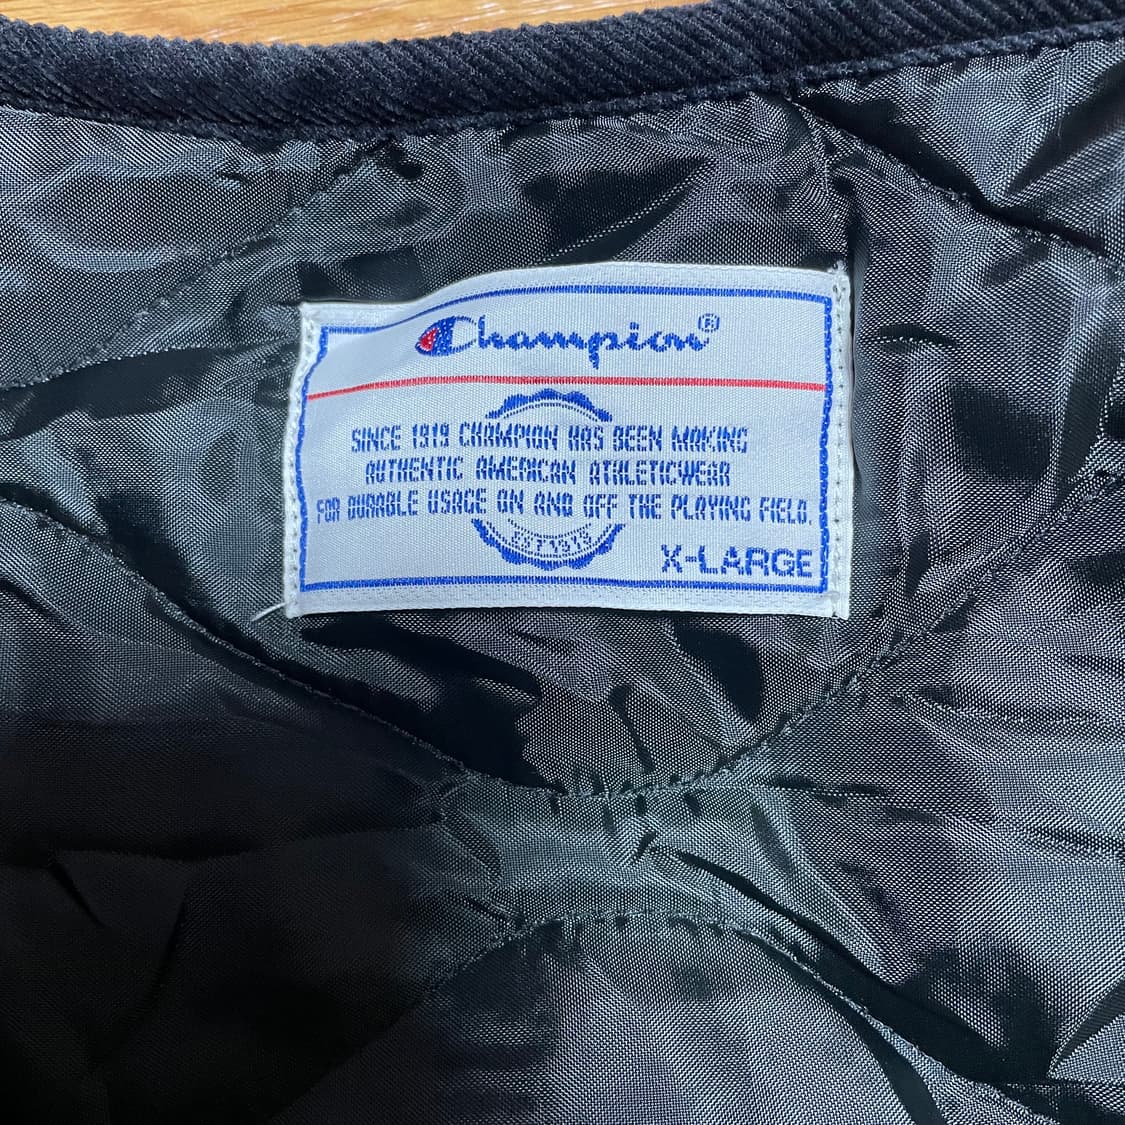 Champion®
SINCE 1919 CHAMPION HAS BEEN MAKING
AUTHENTIC AMERICAN ATHLETICWEAR
FOR DURABLE USAGE ON AND OFF THE PLAYING FIELD.
EST 1919
X-LARGE